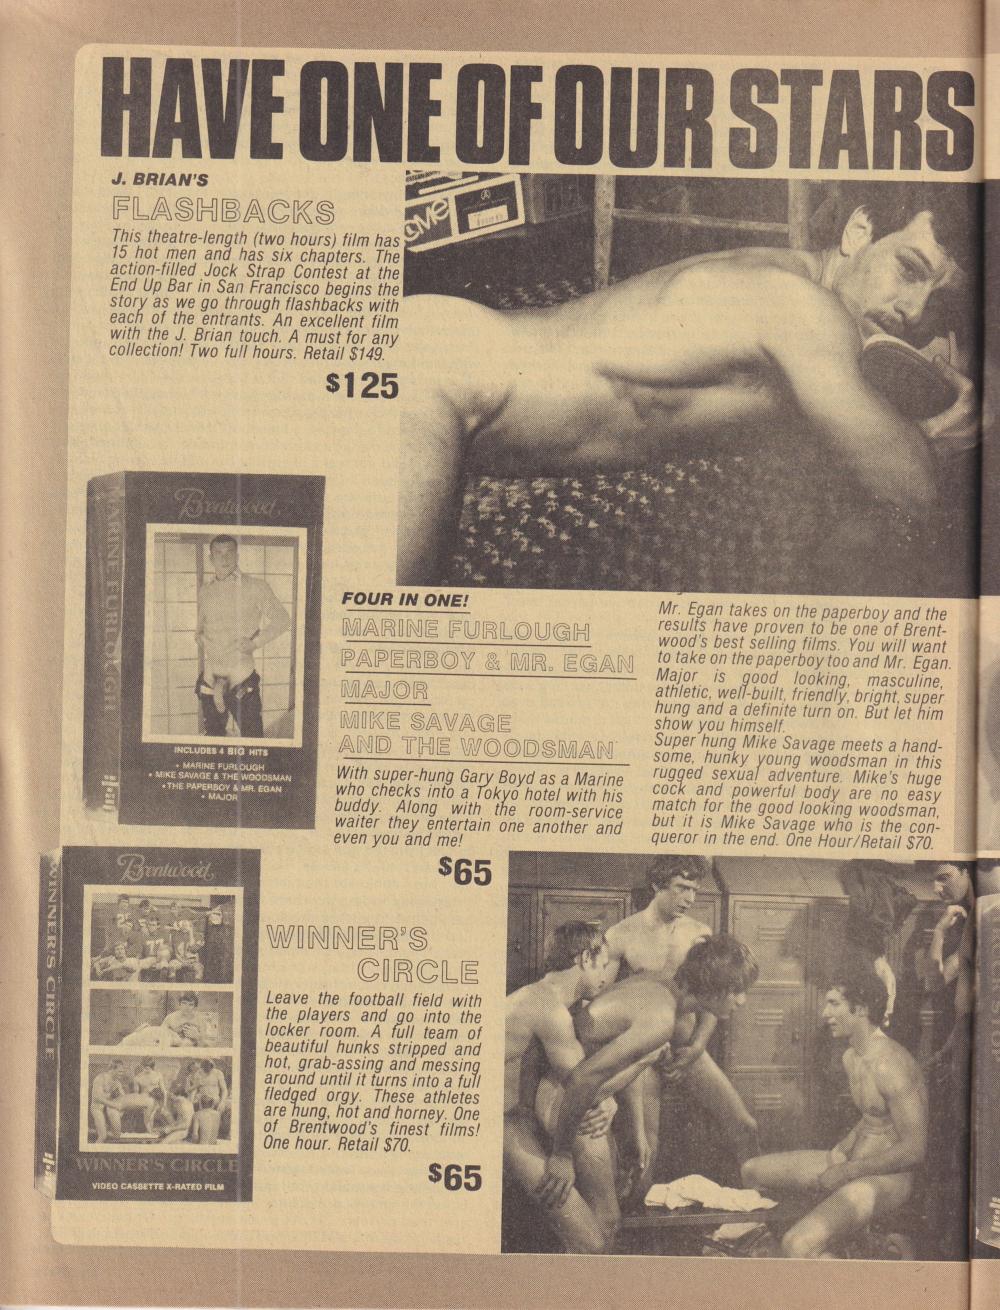 HAVE ONE OF OUR STARS
J. BRIAN'S
FLASHBACKS
This theatre-length (two hours) film has
15 hot men and has six chapters. The
action-filled Jock Strap Contest at the
End Up Bar in San Francisco begins the
story as we go through flashbacks with
each of the entrants. An excellent film
with the J. Brian touch. A must for any
collection! Two full hours. Retail $149.
$125
Brentwood
MARINE FURLOUGH
INCLUDES 4 BIG HITS
• MARINE FURLOUGH
• MIKE SAVAGE & THE WOODSMAN
• THE PAPERBOY & MR. EGAN
• MAJOR
FOUR IN ONE!
MARINE FURLOUGH
PAPERBOY & MR. EGAN
MAJOR
MIKE SAVAGE
AND THE WOODSMAN
With super-hung Gary Boyd as a Marine
who checks into a Tokyo hotel with his
buddy. Along with the room-service
waiter they entertain one another and
even you and me!
Mr. Egan takes on the paperboy and the
results have proven to be one of Brent-
wood's best selling films. You will want
to take on the paperboy too and Mr. Egan.
Major is good looking, masculine,
athletic, well-built, friendly, bright, super
hung and a definite turn on. But let him
show you himself.
Super hung Mike Savage meets a hand-
some, hunky young woodsman in this
rugged sexual adventure. Mike's huge
cock and powerful body are no easy
match for the good looking woodsman,
but it is Mike Savage who is the con-
queror in the end. One Hour/Retail $70.
$65
Brentwood
WINNER'S CIRCLE
WINNER'S CIRCLE
VIDEO CASSETTE X-RATED FILM
WINNER'S
CIRCLE
Leave the football field with
the players and go into the
locker room. A full team of
beautiful hunks stripped and
hot, grab-assing and messing
around until it turns into a full
fledged orgy. These athletes
are hung, hot and horney. One
of Brentwood's finest films!
One hour. Retail $70.
$65